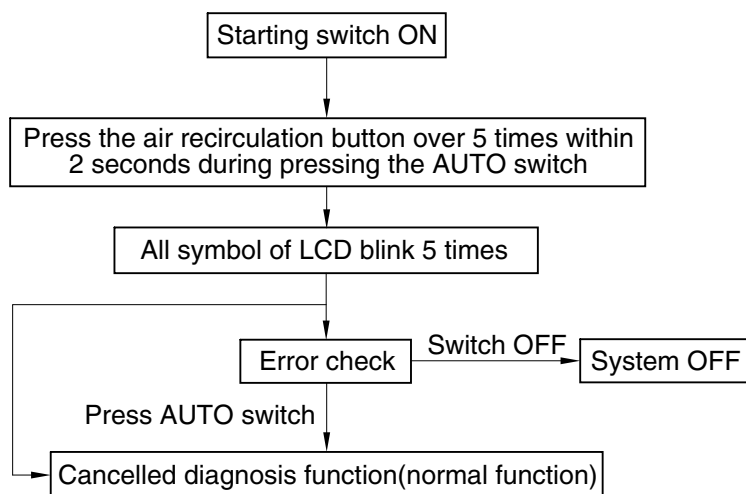 Starting switch ON
Press the air recirculation button over 5 times within
2 seconds during pressing the AUTO switch
All symbol of LCD blink 5 times
Error check
Switch OFF
System OFF
Press AUTO switch
Cancelled diagnosis function(normal function)